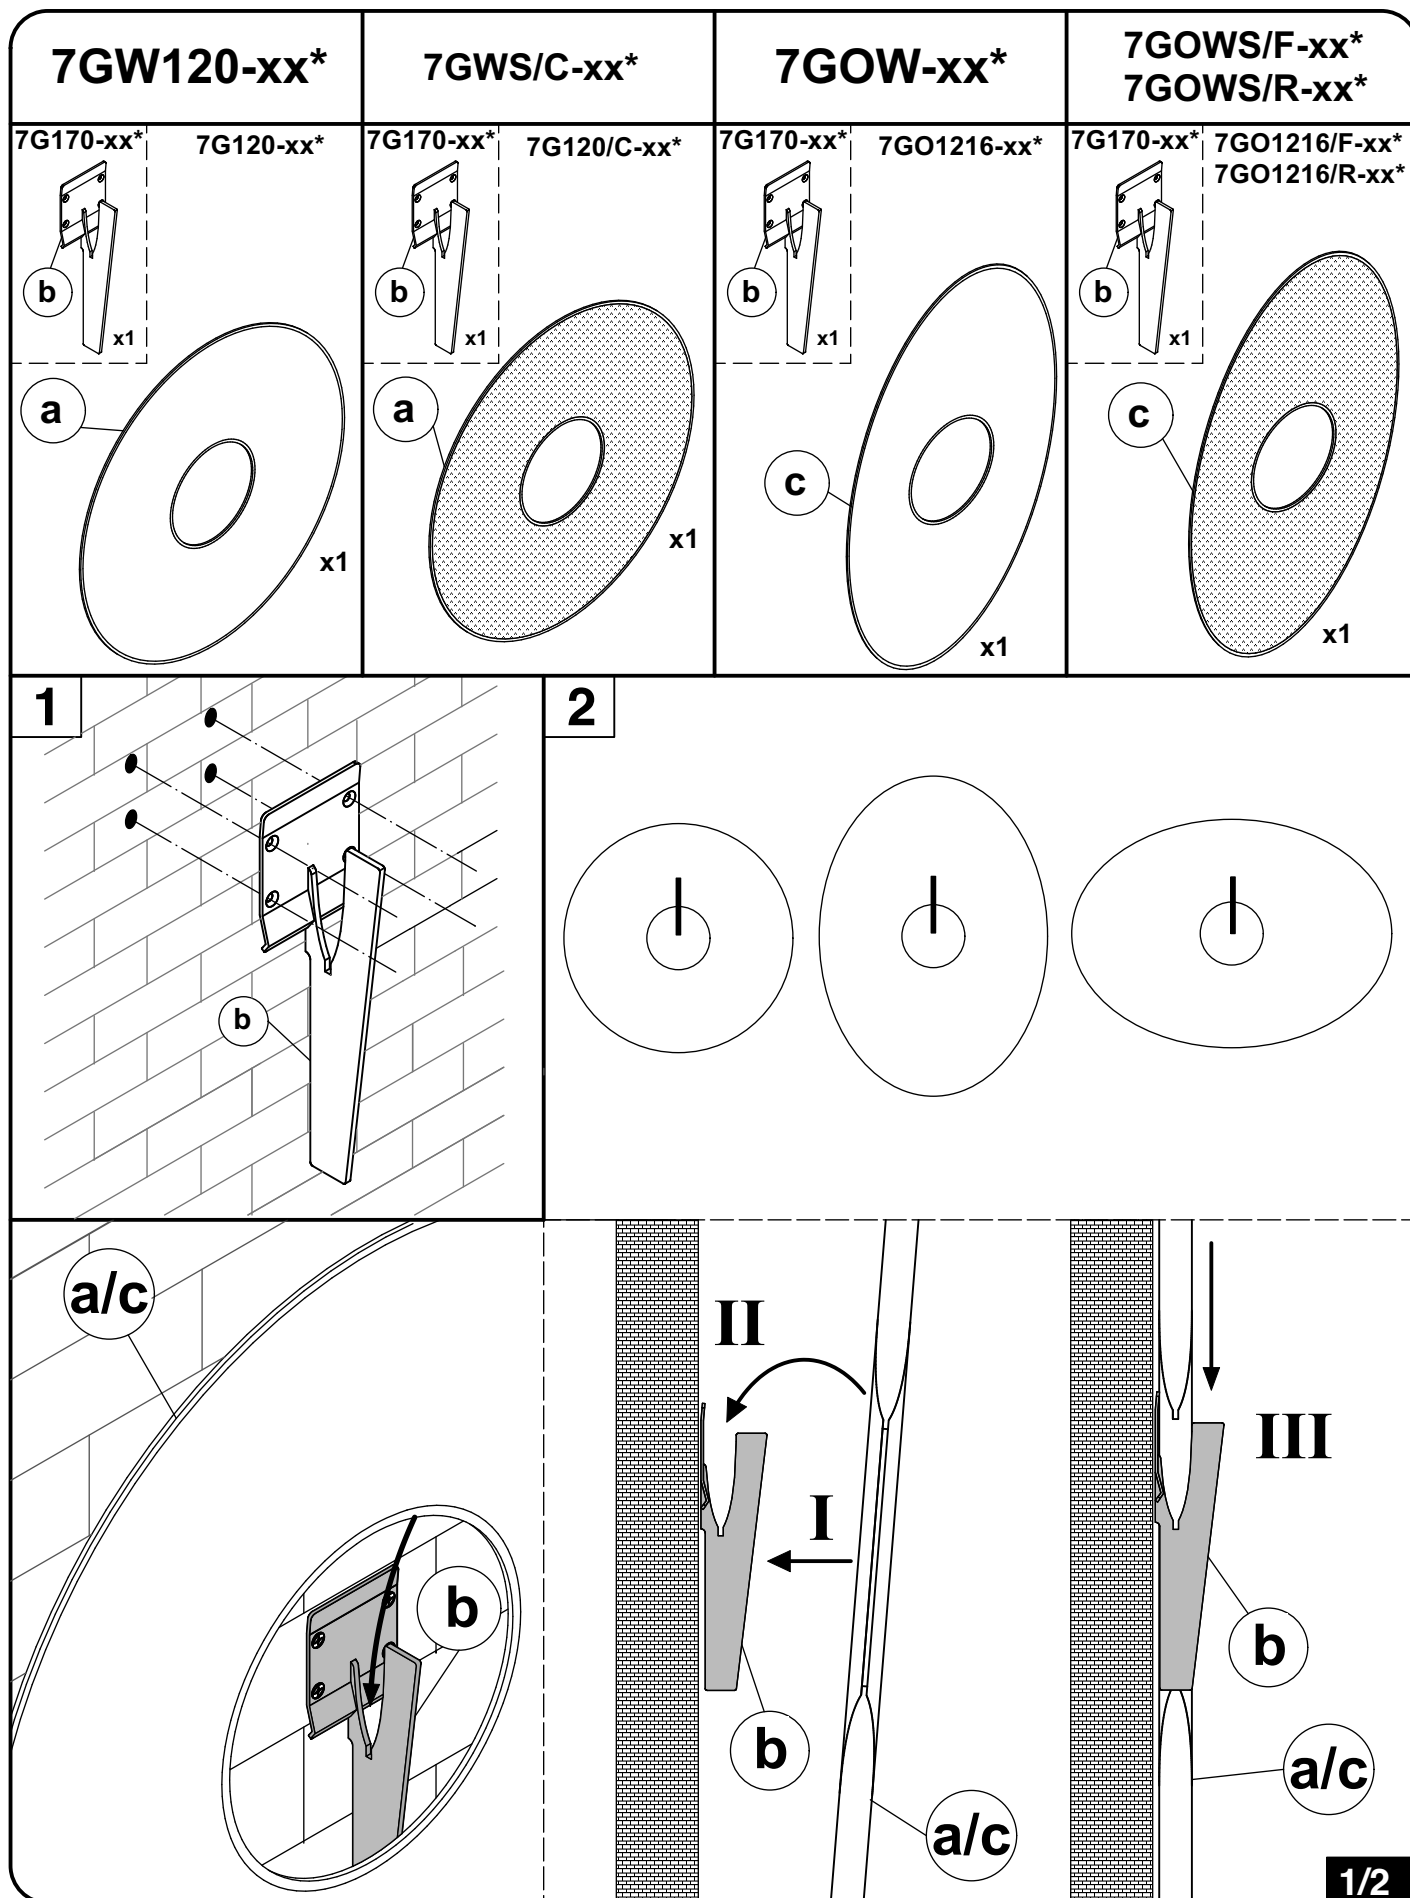 7GW120-xx*
7GWS/C-xx*
7GOW-xx*
7GOWS/F-xx*
7GOWS/R-xx*
7G170-xx*
7G120-xx*
b
x1
a
x1
7G170-xx*
7G120/C-xx*
b
x1
a
x1
7G170-xx*
7GO1216-xx*
b
x1
c
x1
7G170-xx*
7GO1216/F-xx*
7GO1216/R-xx*
b
x1
c
x1
1
b
2
a/c
b
II
I
b
a/c
III
b
a/c
1/2